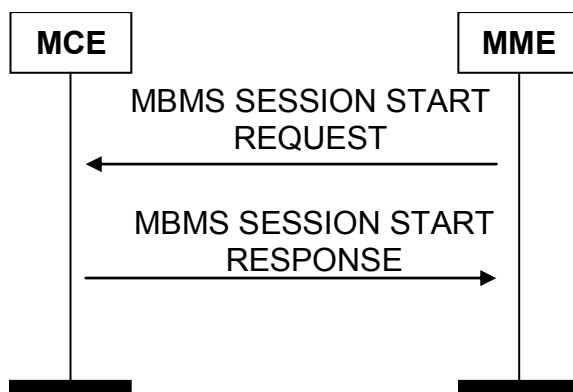 MCE
MME
MBMS SESSION START
REQUEST
MBMS SESSION START
RESPONSE